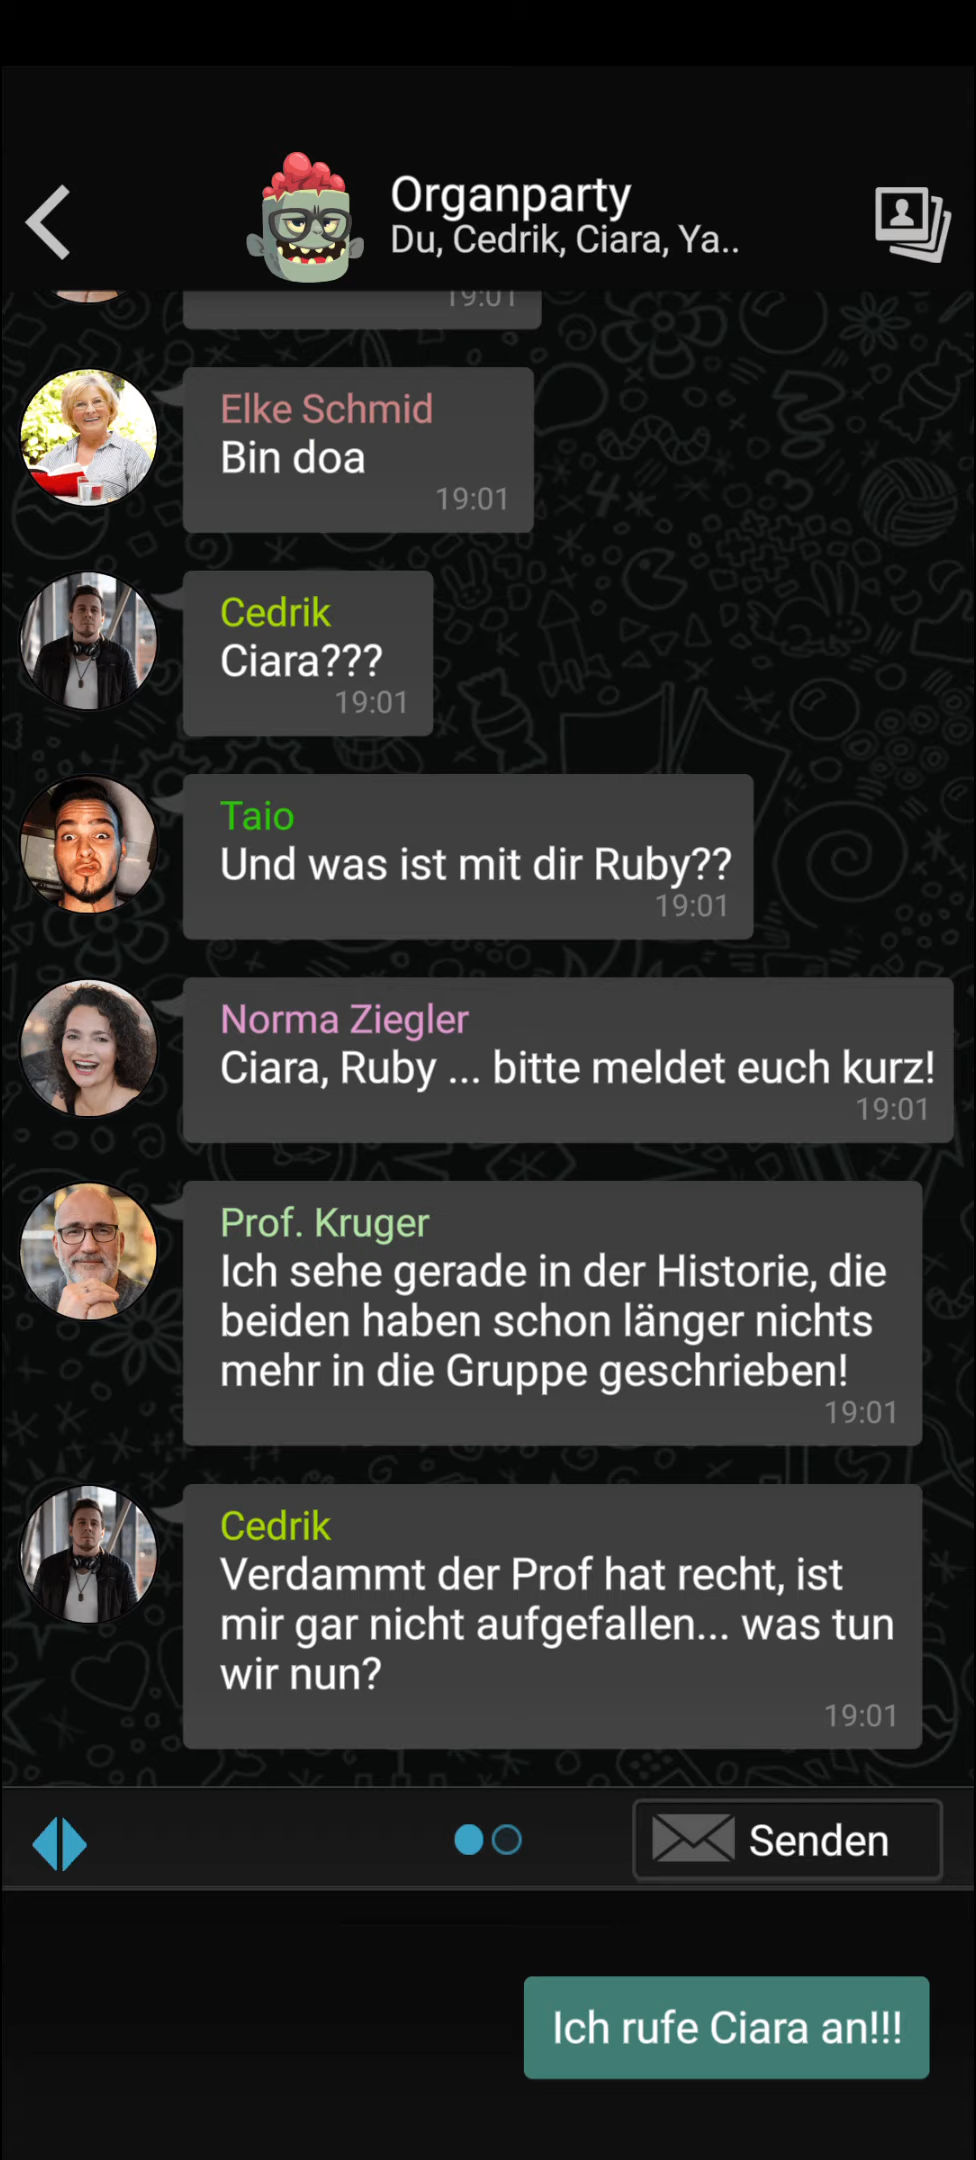 Organparty
Du, Cedrik, Ciara, Ya..
19:01
Elke Schmid
Bin doa
19:01
Cedrik
Ciara???
19:01
Taio
Und was ist mit dir Ruby??
19:01
Norma Ziegler
Ciara, Ruby ... bitte meldet euch kurz!
19:01
Prof. Kruger
Ich sehe gerade in der Historie, die
beiden haben schon länger nichts
mehr in die Gruppe geschrieben!
19:01
Cedrik
Verdammt der Prof hat recht, ist
mir gar nicht aufgefallen... was tun
wir nun?
19:01
Senden
Ich rufe Ciara an!!!